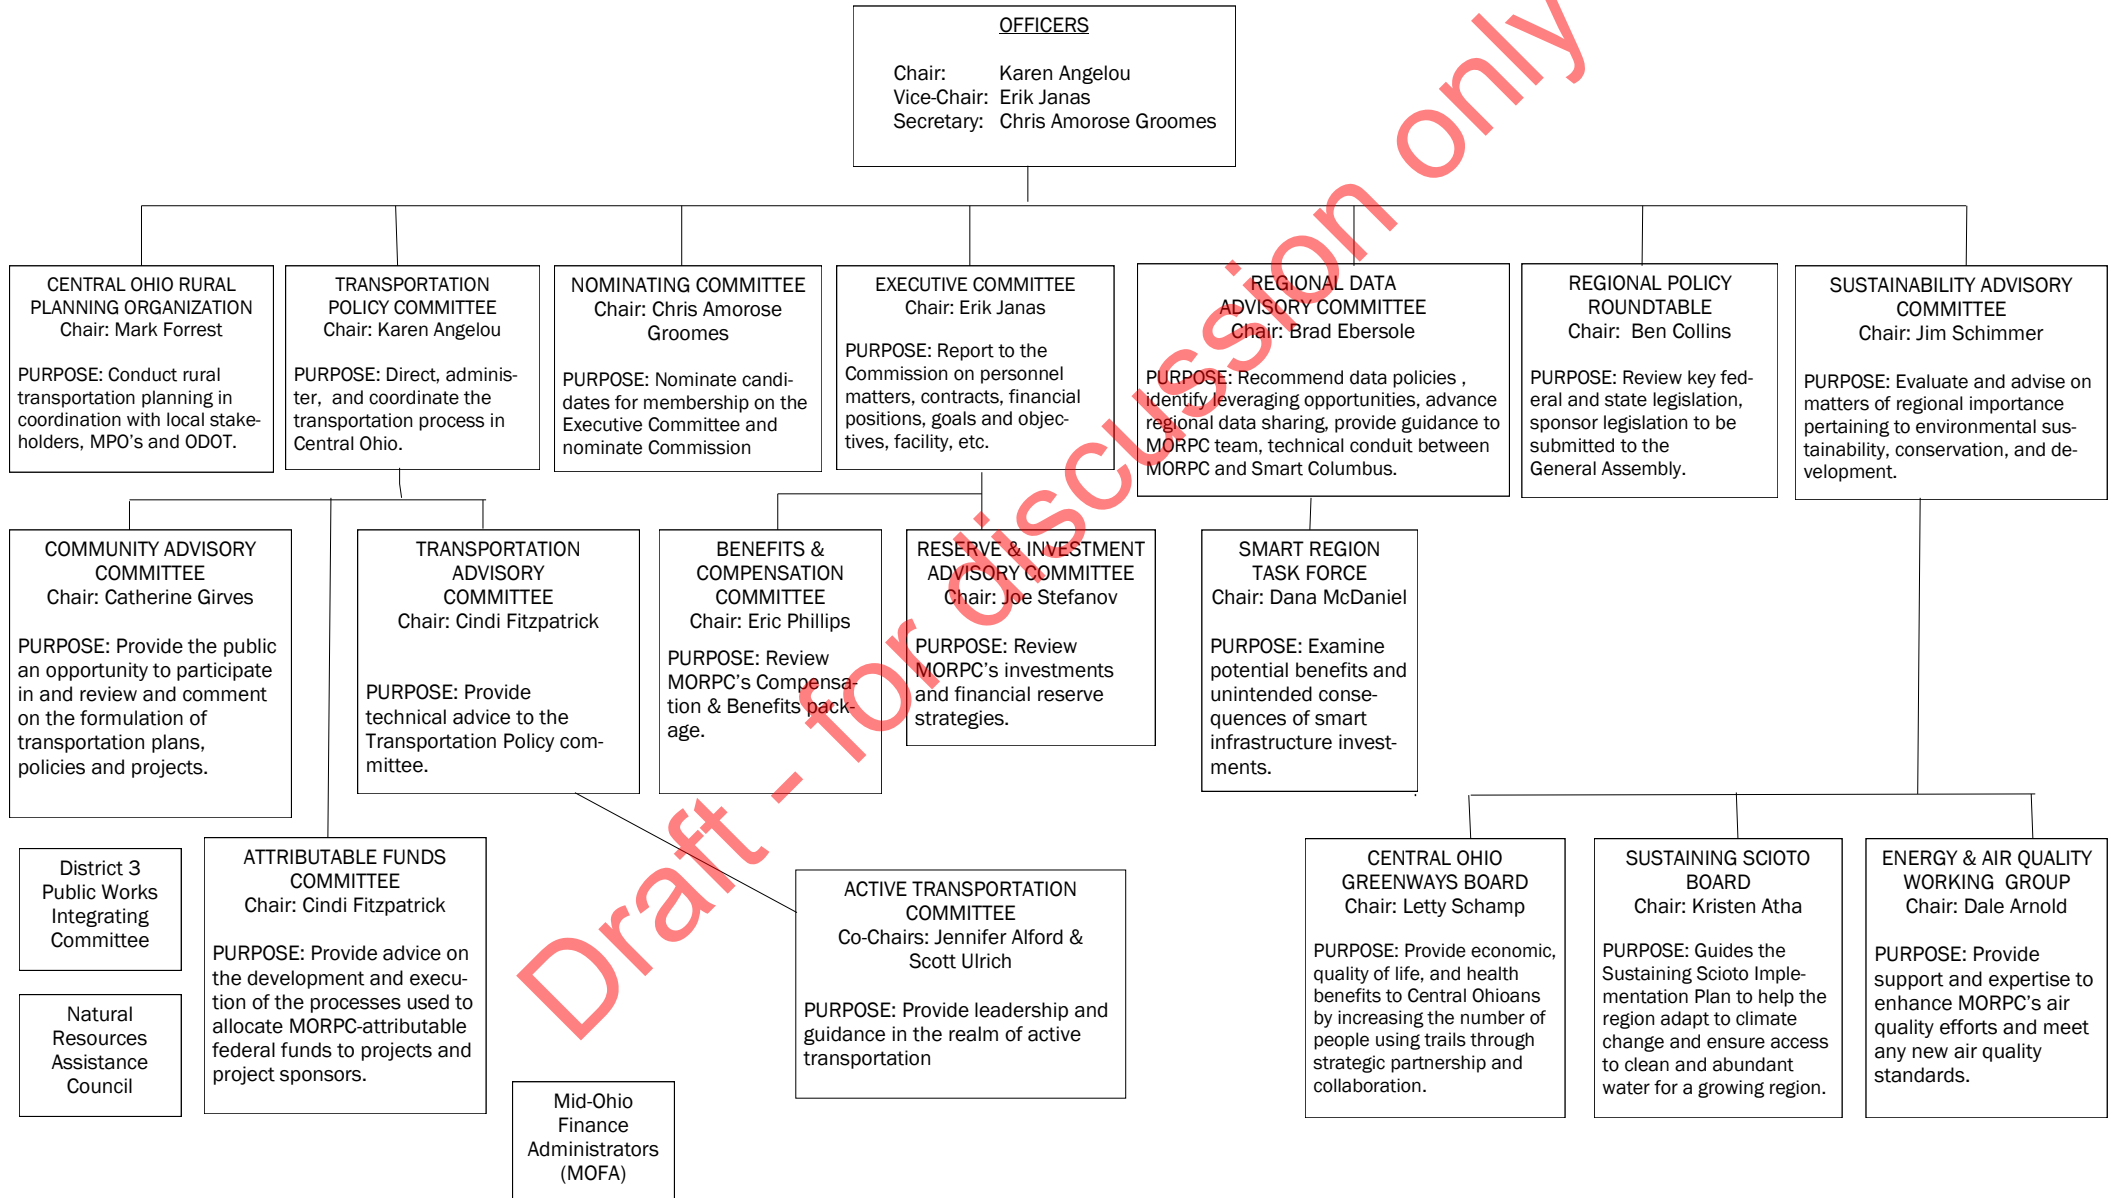 OFFICERS
Chair: Karen Angelou
Vice-Chair: Erik Janas
Secretary: Chris Amorose Groomes
CENTRAL OHIO RURAL
PLANNING ORGANIZATION
Chair: Mark Forrest
PURPOSE: Conduct rural
transportation planning in
coordination with local stake-
holders, MPO's and ODOT.
TRANSPORTATION
POLICY COMMITTEE
Chair: Karen Angelou
PURPOSE: Direct, adminis-
ter, and coordinate the
transportation process in
Central Ohio.
NOMINATING COMMITTEE
Chair: Chris Amorose
Groomes
PURPOSE: Nominate candi-
dates for membership on the
Executive Committee and
nominate Commission
EXECUTIVE COMMITTEE
Chair: Erik Janas
PURPOSE: Report to the
Commission on personnel
matters, contracts, financial
positions, goals and objec-
tives, facility, etc.
REGIONAL DATA
ADVISORY COMMITTEE
Chair: Brad Ebersole
PURPOSE: Recommend data policies ,
identify leveraging opportunities, advance
regional data sharing, provide guidance to
MORPC team, technical conduit between
MORPC and Smart Columbus.
REGIONAL POLICY
ROUNDTABLE
Chair: Ben Collins
PURPOSE: Review key fed-
eral and state legislation,
sponsor legislation to be
submitted to the
General Assembly.
SUSTAINABILITY ADVISORY
COMMITTEE
Chair: Jim Schimmer
PURPOSE: Evaluate and advise on
matters of regional importance
pertaining to environmental sus-
tainability, conservation, and de-
velopment.
COMMUNITY ADVISORY
COMMITTEE
Chair: Catherine Girves
PURPOSE: Provide the public
an opportunity to participate
in and review and comment
on the formulation of
transportation plans,
policies and projects.
TRANSPORTATION
ADVISORY
COMMITTEE
Chair: Cindi Fitzpatrick
PURPOSE: Provide
technical advice to the
Transportation Policy com-
mittee.
BENEFITS &
COMPENSATION
COMMITTEE
Chair: Eric Phillips
PURPOSE: Review
MORPC's Compensa-
tion & Benefits pack-
age.
RESERVE & INVESTMENT
ADVISORY COMMITTEE
Chair: Joe Stefanov
PURPOSE: Review
MORPC's investments
and financial reserve
strategies.
SMART REGION
TASK FORCE
Chair: Dana McDaniel
PURPOSE: Examine
potential benefits and
unintended conse-
quences of smart
infrastructure invest-
ments.
District 3
Public Works
Integrating
Committee
Natural
Resources
Assistance
Council
ATTRIBUTABLE FUNDS
COMMITTEE
Chair: Cindi Fitzpatrick
PURPOSE: Provide advice on
the development and execu-
tion of the processes used to
allocate MORPC-attributable
federal funds to projects and
project sponsors.
Mid-Ohio
Finance
Administrators
(MOFA)
ACTIVE TRANSPORTATION
COMMITTEE
Co-Chairs: Jennifer Alford &
Scott Ulrich
PURPOSE: Provide leadership and
guidance in the realm of active
transportation
CENTRAL OHIO
GREENWAYS BOARD
Chair: Letty Schamp
PURPOSE: Provide economic,
quality of life, and health
benefits to Central Ohioans
by increasing the number of
people using trails through
strategic partnership and
collaboration.
SUSTAINING SCIOTO
BOARD
Chair: Kristen Atha
PURPOSE: Guides the
Sustaining Scioto Imple-
mentation Plan to help the
region adapt to climate
change and ensure access
to clean and abundant
water for a growing region.
ENERGY & AIR QUALITY
WORKING GROUP
Chair: Dale Arnold
PURPOSE: Provide
support and expertise to
enhance MORPC's air
quality efforts and meet
any new air quality
standards.
Draft - for discussion only